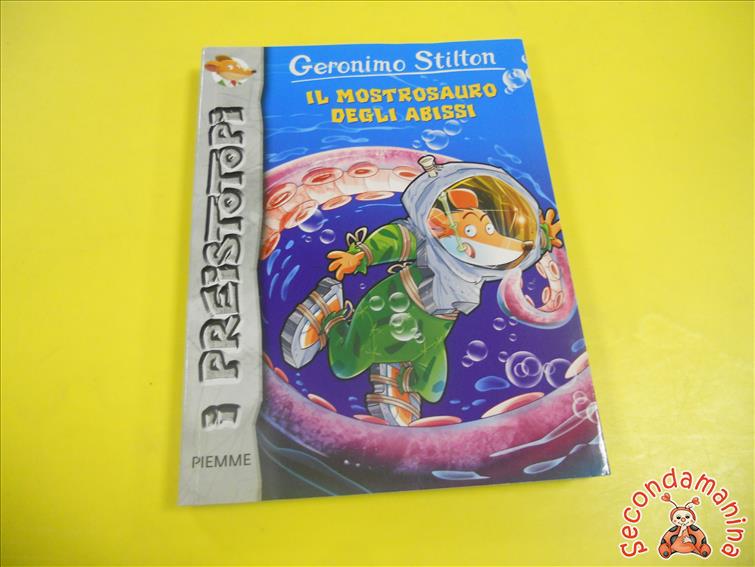 Geronimo Stilton
IL MOSTROSAURO
DEGLI ABISSI
I PREISTOTOPI
PIEMME
Secondamanina